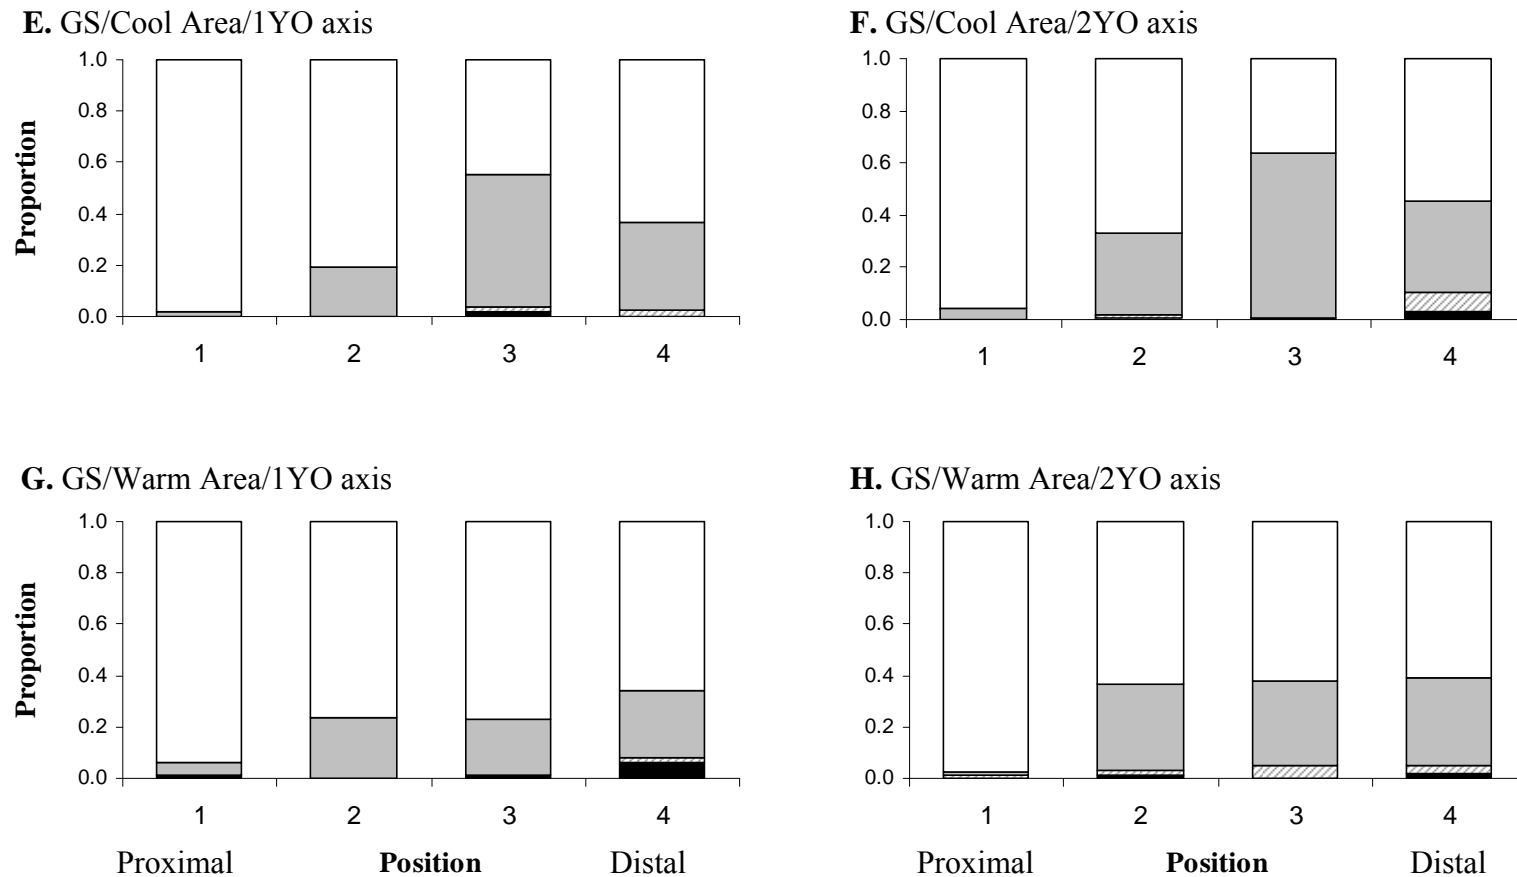 E. GS/Cool Area/1YO axis
1.0
0.8
0.6
0.4
0.2
0.0
Proportion
1 2 3 4
F. GS/Cool Area/2YO axis
1.0
0.8
0.6
0.4
0.2
0.0
1 2 3 4
G. GS/Warm Area/1YO axis
1.0
0.8
0.6
0.4
0.2
0.0
Proportion
1 2 3 4
Proximal Position Distal
H. GS/Warm Area/2YO axis
1.0
0.8
0.6
0.4
0.2
0.0
1 2 3 4
Proximal Position Distal